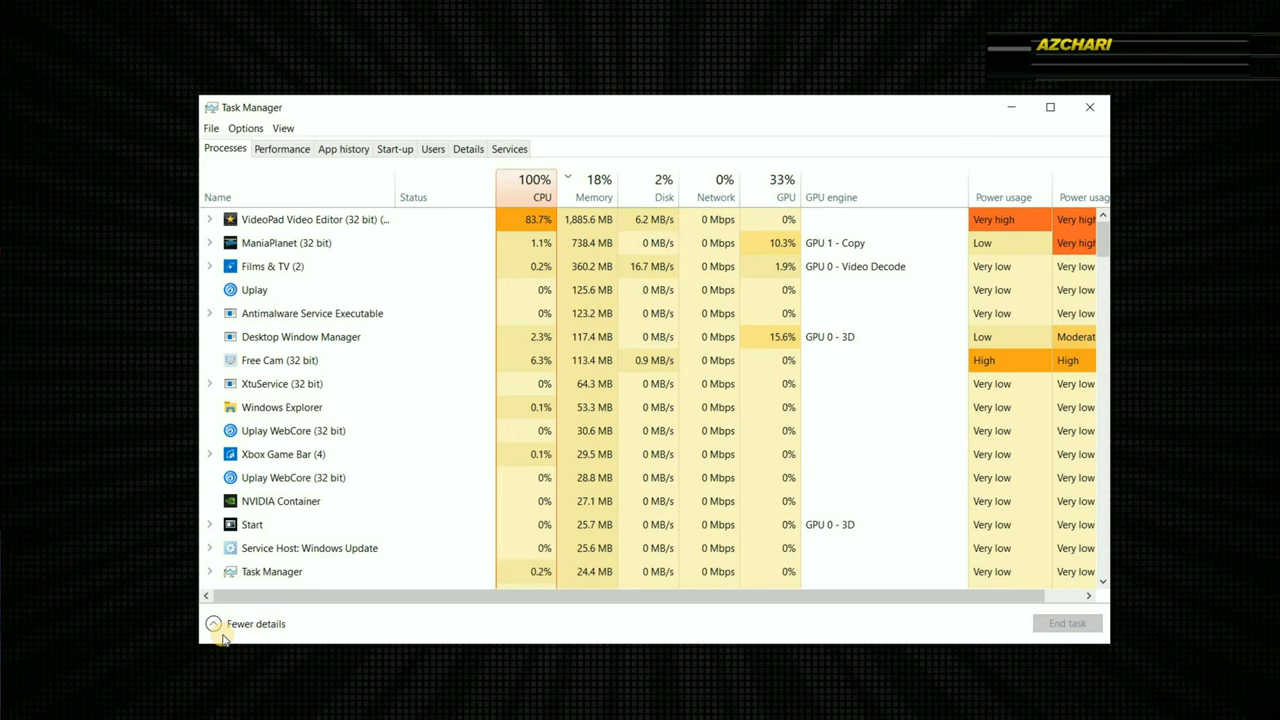 AZCHARI
Task Manager
File Options View
Processes Performance App history Start-up Users Details Services
100% 18% 2% 0% 33%
Name Status CPU Memory Disk Network GPU GPU engine Power usage Power usag
VideoPad Video Editor (32 bit) (... 83.7% 1,885.6 MB 6.2 MB/s 0 Mbps 0% Very high Very high
ManiaPlanet (32 bit) 1.1% 738.4 MB 0 MB/s 0 Mbps 10.3% GPU 1 - Copy Low Very high
Films & TV (2) 0.2% 360.2 MB 16.7 MB/s 0 Mbps 1.9% GPU 0 - Video Decode Very low Very low
Uplay 0% 125.6 MB 0 MB/s 0 Mbps 0% Very low Very low
Antimalware Service Executable 0% 123.2 MB 0 MB/s 0 Mbps 0% Very low Very low
Desktop Window Manager 2.3% 117.4 MB 0 MB/s 0 Mbps 15.6% GPU 0 - 3D Low Moderat
Free Cam (32 bit) 6.3% 113.4 MB 0.9 MB/s 0 Mbps 0% High High
XtuService (32 bit) 0% 64.3 MB 0 MB/s 0 Mbps 0% Very low Very low
Windows Explorer 0.1% 53.3 MB 0 MB/s 0 Mbps 0% Very low Very low
Uplay WebCore (32 bit) 0% 30.6 MB 0 MB/s 0 Mbps 0% Very low Very low
Xbox Game Bar (4) 0.1% 29.5 MB 0 MB/s 0 Mbps 0% Very low Very low
Uplay WebCore (32 bit) 0% 28.8 MB 0 MB/s 0 Mbps 0% Very low Very low
NVIDIA Container 0% 27.1 MB 0 MB/s 0 Mbps 0% Very low Very low
Start 0% 25.7 MB 0 MB/s 0 Mbps 0% GPU 0 - 3D Very low Very low
Service Host: Windows Update 0% 25.6 MB 0 MB/s 0 Mbps 0% Very low Very low
Task Manager 0.2% 24.4 MB 0 MB/s 0 Mbps 0% Very low Very low
Fewer details End task